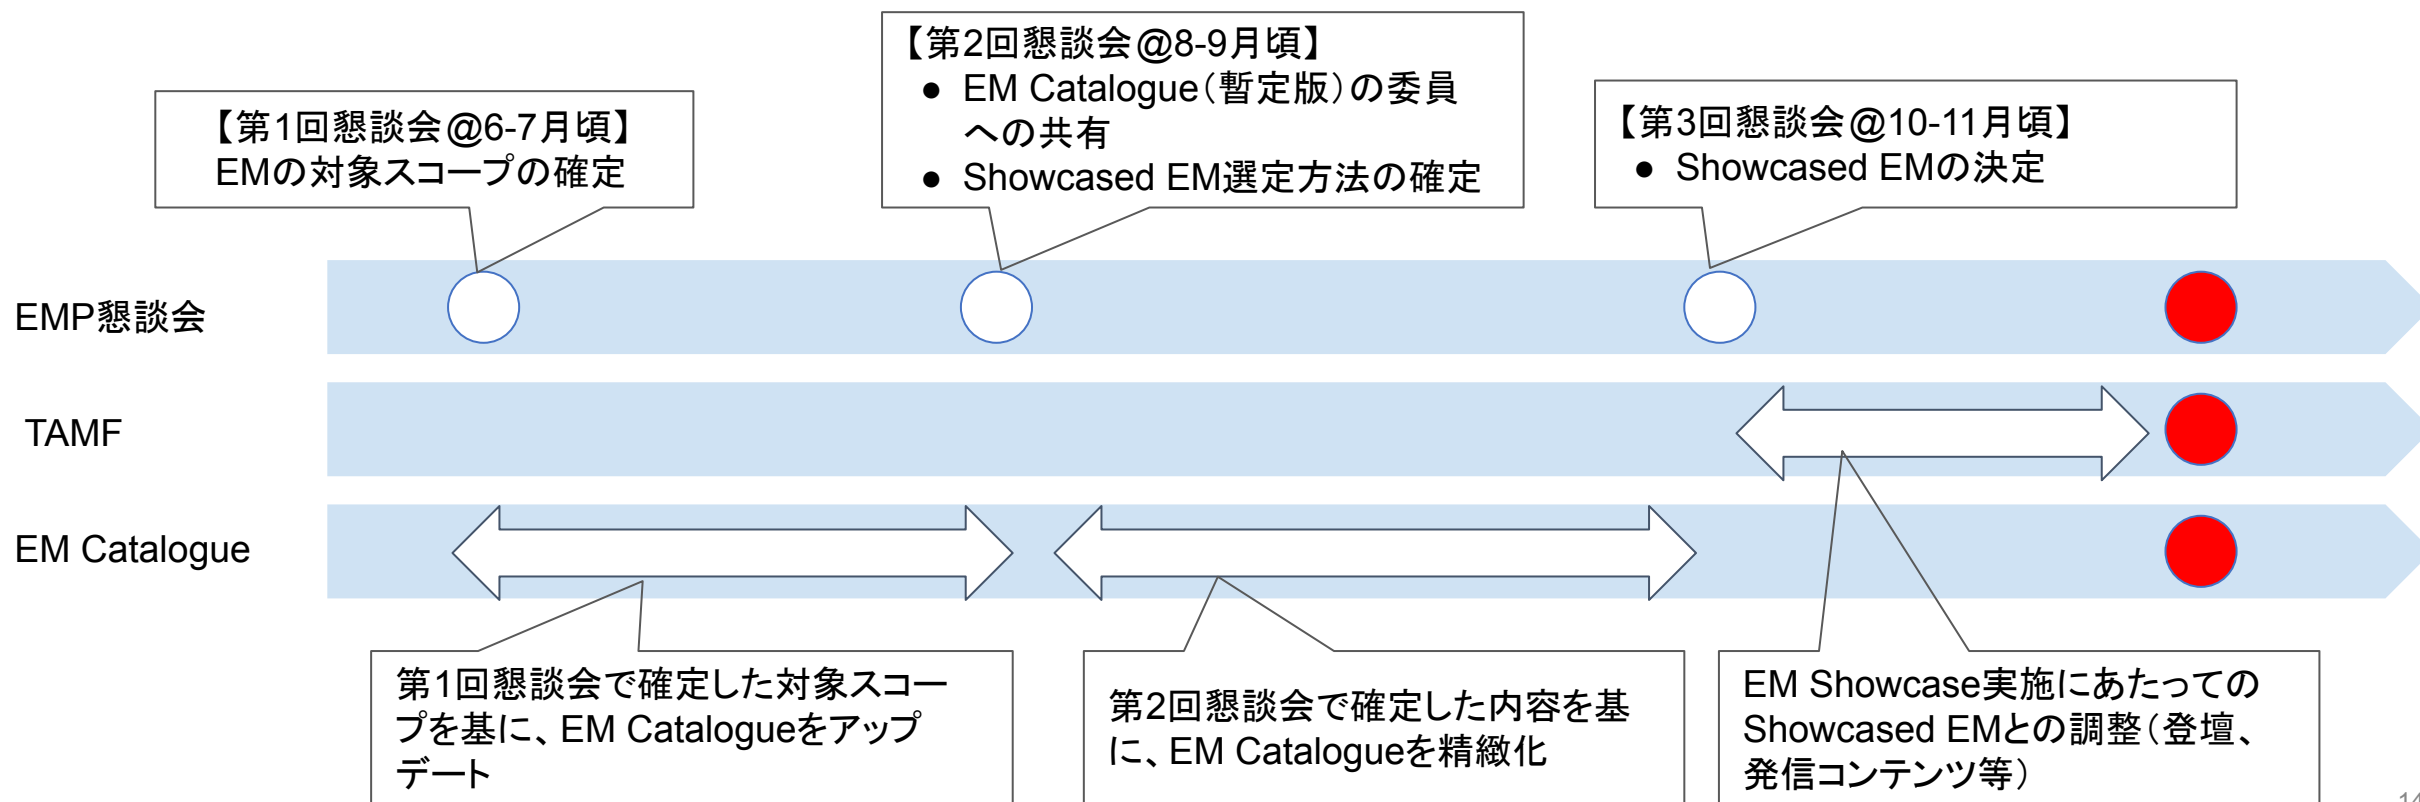 【第1回懇談会@6-7月頃】
EMの対象スコープの確定
【第2回懇談会@8-9月頃】
● EM Catalogue（暫定版）の委員
への共有
● Showcased EM選定方法の確定
【第3回懇談会@10-11月頃】
● Showcased EMの決定
EMP懇談会
TAMF
EM Catalogue
第1回懇談会で確定した対象スコー
プを基に、EM Catalogueをアップ
デート
第2回懇談会で確定した内容を基
に、EM Catalogueを精緻化
EM Showcase実施にあたっての
Showcased EMとの調整（登壇、
発信コンテンツ等）